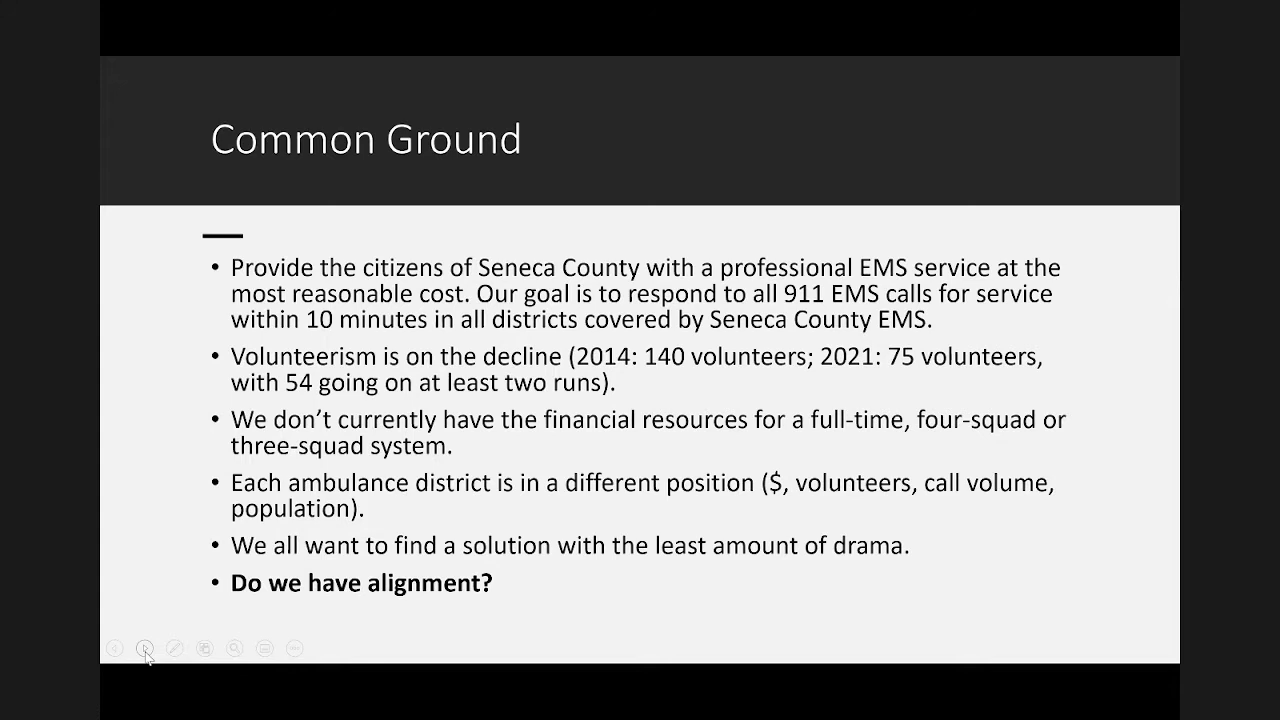 Common Ground
• Provide the citizens of Seneca County with a professional EMS service at the
most reasonable cost. Our goal is to respond to all 911 EMS calls for service
within 10 minutes in all districts covered by Seneca County EMS.
• Volunteerism is on the decline (2014: 140 volunteers; 2021: 75 volunteers,
with 54 going on at least two runs).
• We don’t currently have the financial resources for a full-time, four-squad or
three-squad system.
• Each ambulance district is in a different position ($, volunteers, call volume,
population).
• We all want to find a solution with the least amount of drama.
• Do we have alignment?